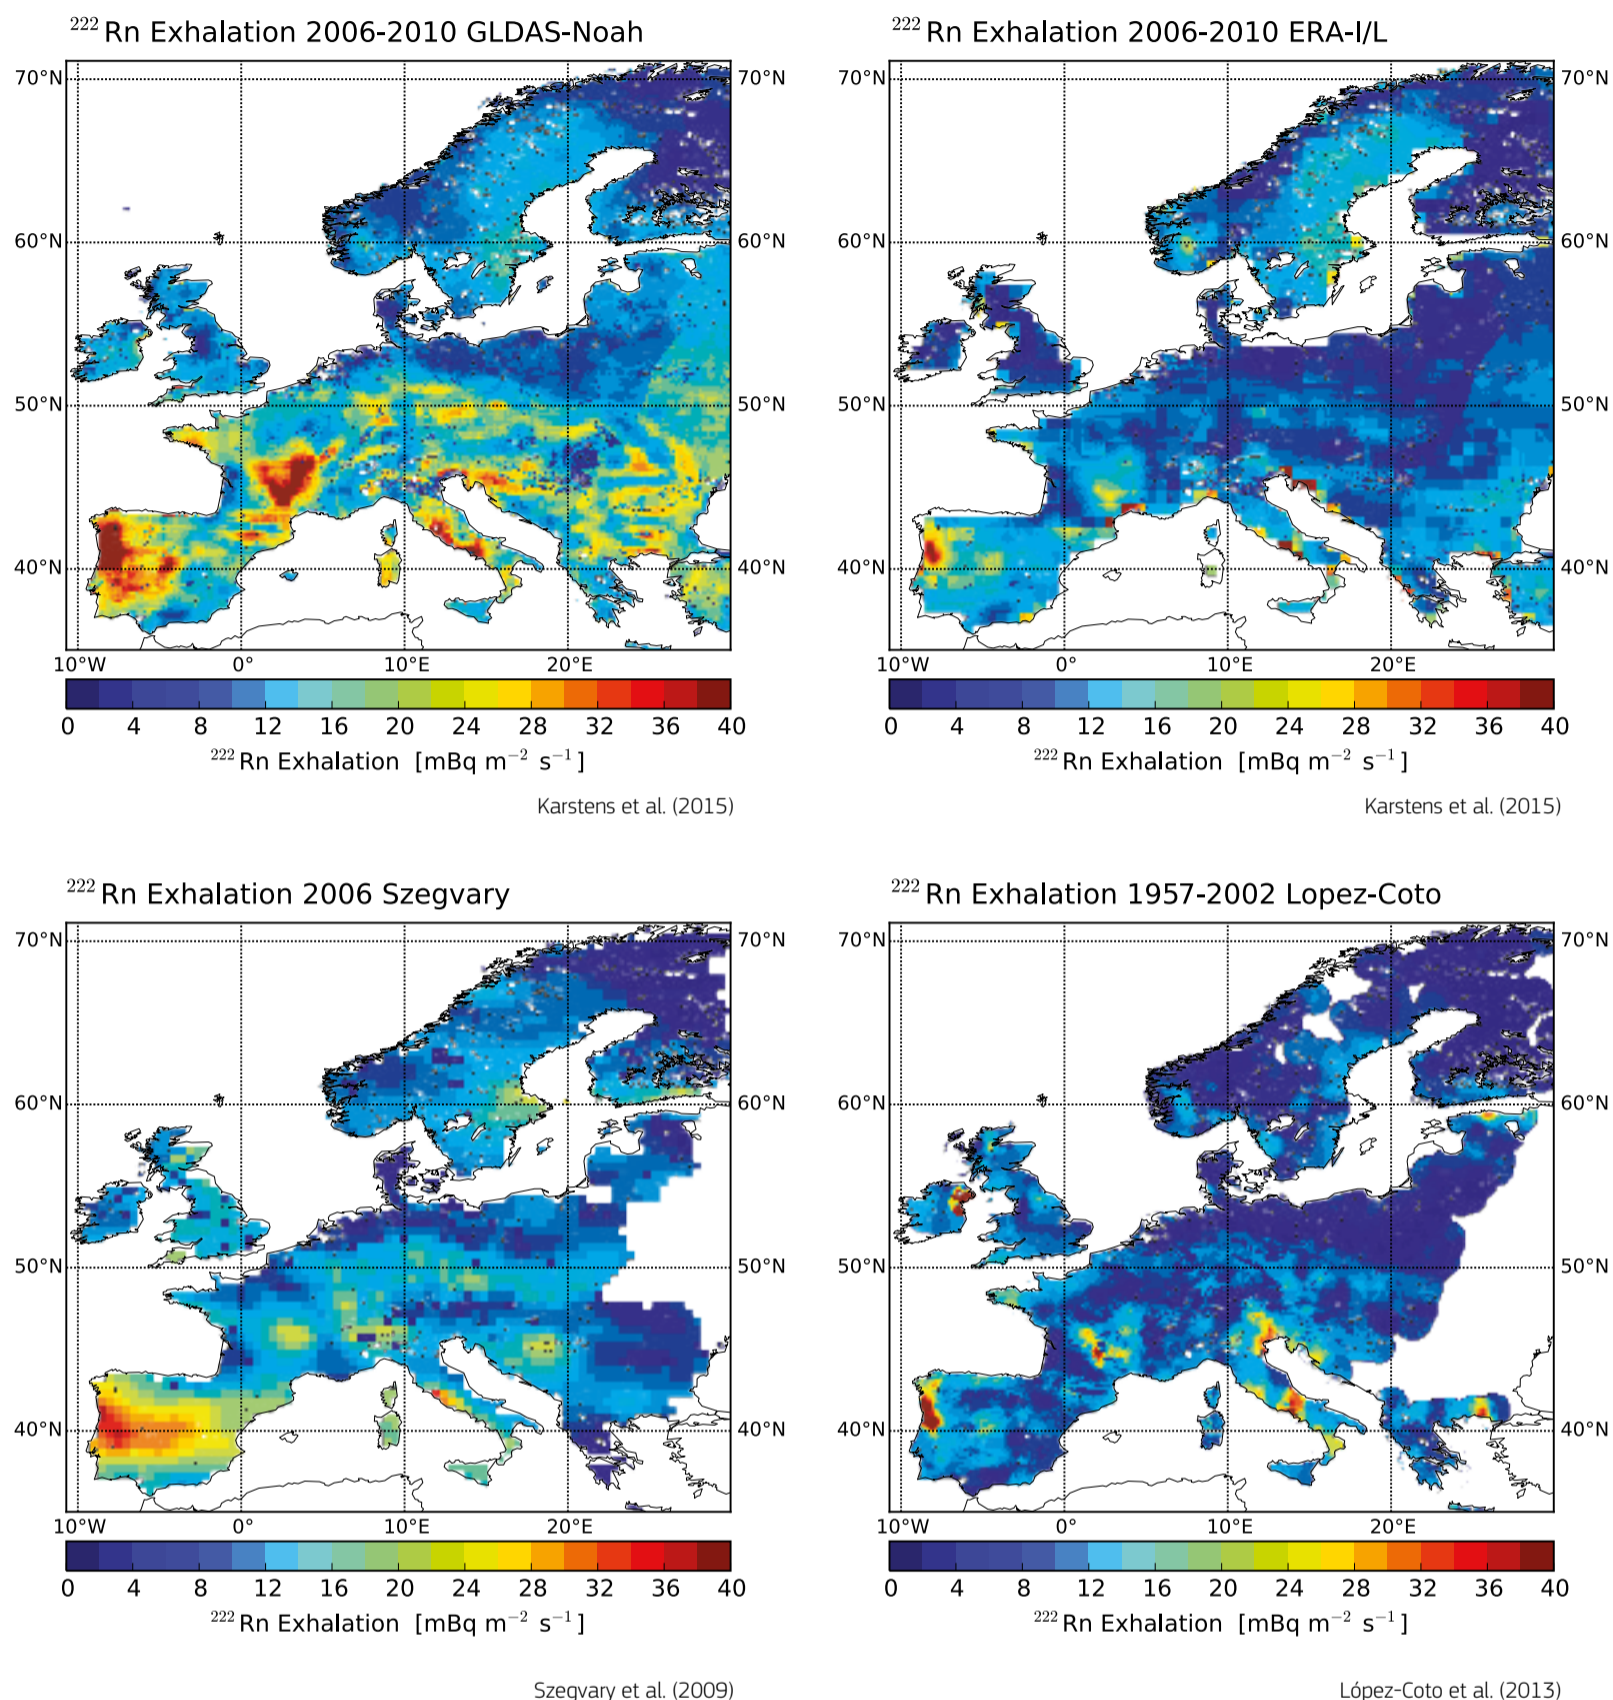 ²²²Rn Exhalation 2006-2010 GLDAS-Noah
70°N 70°N
60°N 60°N
50°N 50°N
40°N 40°N
10°W 0° 10°E 20°E
0 4 8 12 16 20 24 28 32 36 40
²²²Rn Exhalation [mBq m⁻² s⁻¹]
Karstens et al. (2015)
²²²Rn Exhalation 2006-2010 ERA-I/L
70°N 70°N
60°N 60°N
50°N 50°N
40°N 40°N
10°W 0° 10°E 20°E
0 4 8 12 16 20 24 28 32 36 40
²²²Rn Exhalation [mBq m⁻² s⁻¹]
Karstens et al. (2015)
²²²Rn Exhalation 2006 Szegvary
70°N 70°N
60°N 60°N
50°N 50°N
40°N 40°N
10°W 0° 10°E 20°E
0 4 8 12 16 20 24 28 32 36 40
²²²Rn Exhalation [mBq m⁻² s⁻¹]
Szegvary et al. (2009)
²²²Rn Exhalation 1957-2002 Lopez-Coto
70°N 70°N
60°N 60°N
50°N 50°N
40°N 40°N
10°W 0° 10°E 20°E
0 4 8 12 16 20 24 28 32 36 40
²²²Rn Exhalation [mBq m⁻² s⁻¹]
López-Coto et al. (2013)